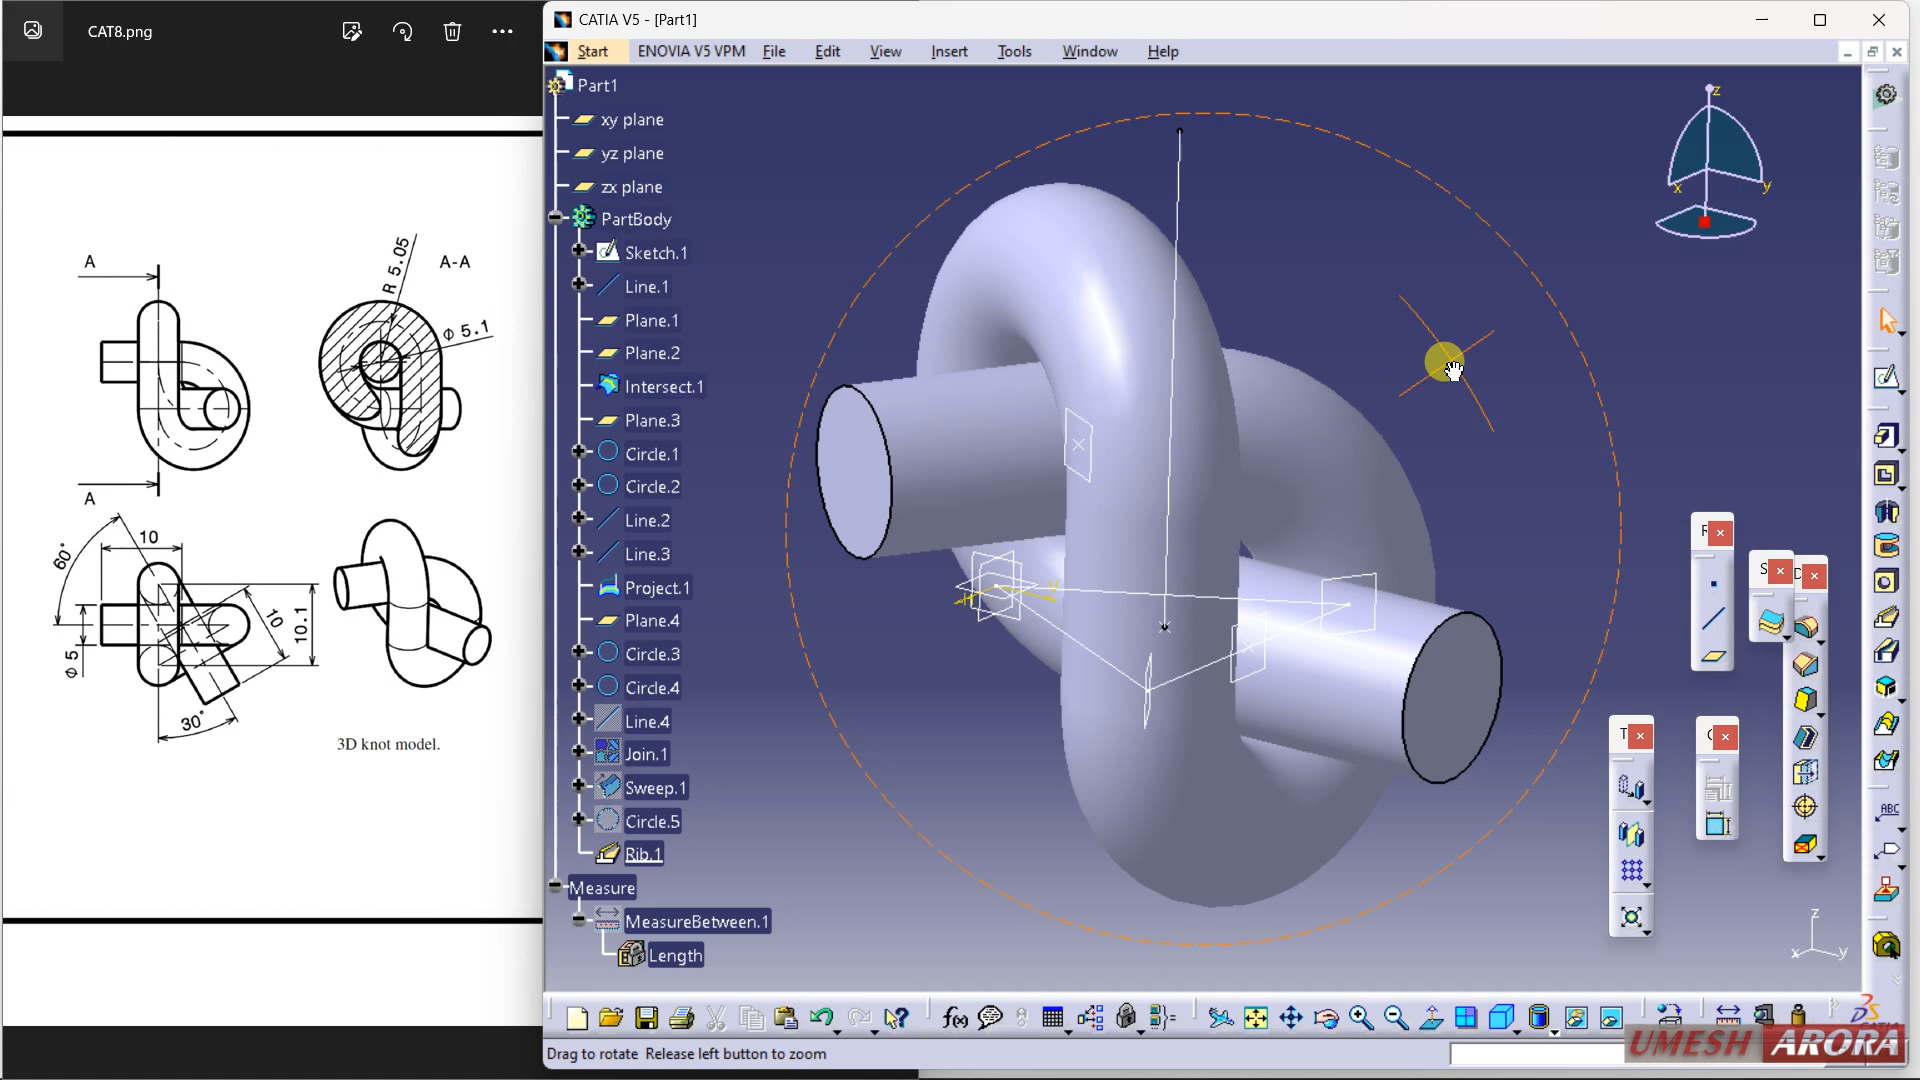 CAT8.png
CATIA V5 - [Part1]
Start ENOVIA V5 VPM File Edit View Insert Tools Window Help
Part1
xy plane
yz plane
zx plane
PartBody
Sketch.1
Line.1
Plane.1
Plane.2
Intersect.1
Plane.3
Circle.1
Circle.2
Line.2
Line.3
Project.1
Plane.4
Circle.3
Circle.4
Line.4
Join.1
Sweep.1
Circle.5
Rib.1
Measure
MeasureBetween.1
Length
A
A
A-A
R 5.05
Φ 5.1
60°
10
10
10.1
Φ 5
30°
3D knot model.
H
V
z
x
y
S
D
T
ABC
z
x
y
f(x)
Drag to rotate Release left button to zoom
UMESH ARORA